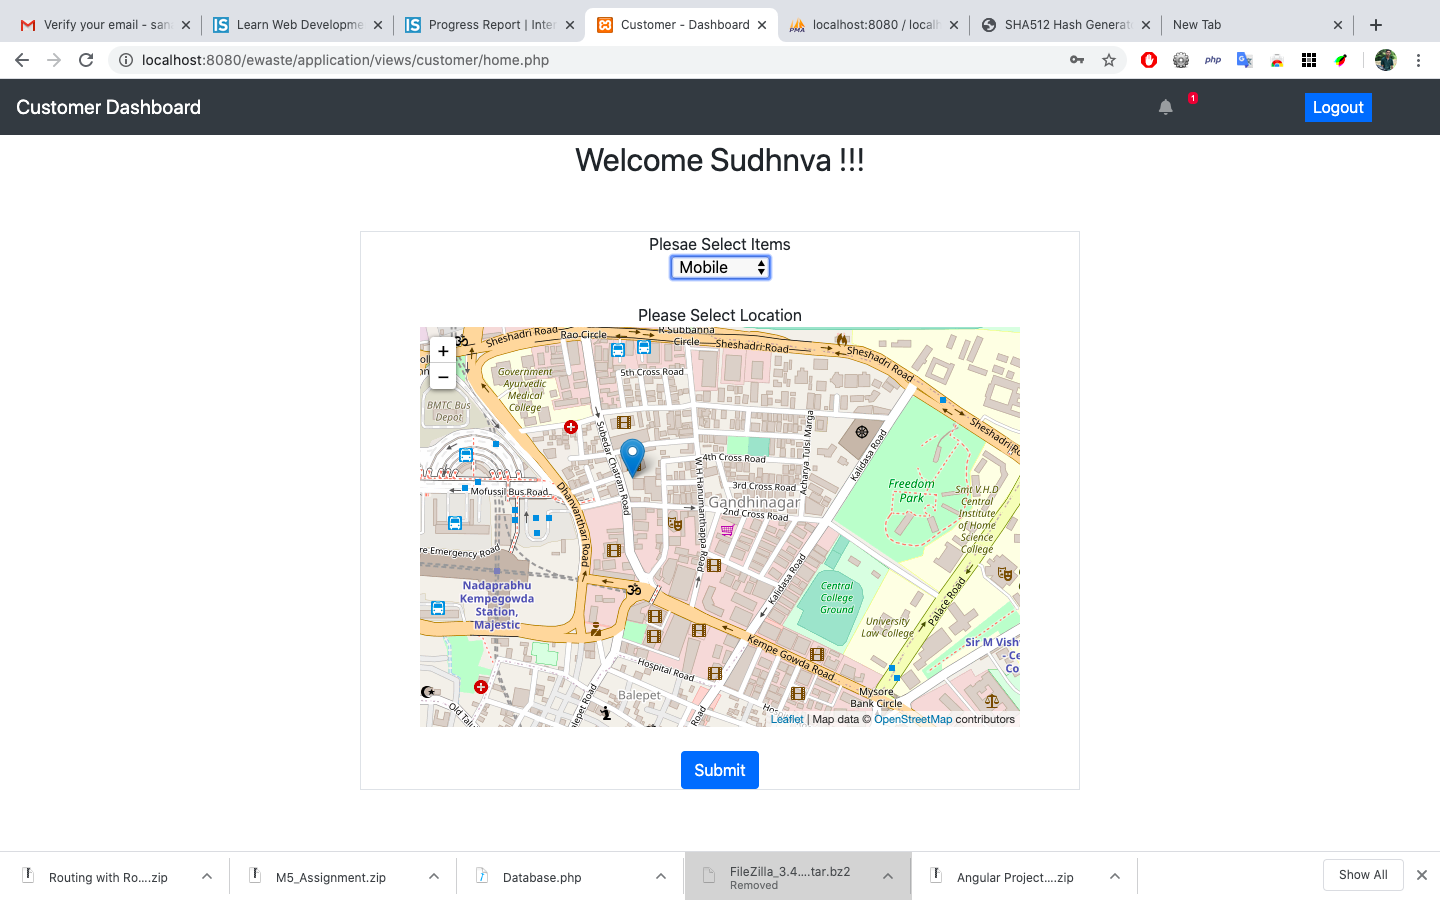 Verify your email - san
Learn Web Developme
Progress Report | Inter
Customer - Dashboard
localhost:8080 / localh
SHA512 Hash Generato
New Tab
localhost:8080/ewaste/application/views/customer/home.php
php
Customer Dashboard
1
Logout
Welcome Sudhnva !!!
Plesae Select Items
Mobile
Please Select Location
+
−
Sheshadri Road
Rao Circle
R Subbanna
Circle
Sheshadri Road
Sheshadri Road
Government
Ayurvedic
Medical
College
5th Cross Road
BMTC Bus
Depot
Subedar Chatram Road
Acharya Tulsi Marga
Kalidasa Road
4th Cross Road
3rd Cross Road
W H Hanumanthappa Road
Gandhinagar
2nd Cross Road
Freedom
Park
Smt V.H.D
Central
Institute
of Home
Science
College
Mofussil Bus Road
Dhanvanthari Road
re Emergency Road
Nadaprabhu
Kempegowda
Station,
Majestic
Kalidasa Road
Central
College
Ground
University
Law College
Palace Road
Sir M Vish
- Ce
Co
Kempe Gowda Road
Hospital Road
Balepet
Mysore
Bank Circle
Leaflet | Map data © OpenStreetMap contributors
Submit
Routing with Ro....zip
M5_Assignment.zip
Database.php
FileZilla_3.4....tar.bz2
Removed
Angular Project....zip
Show All